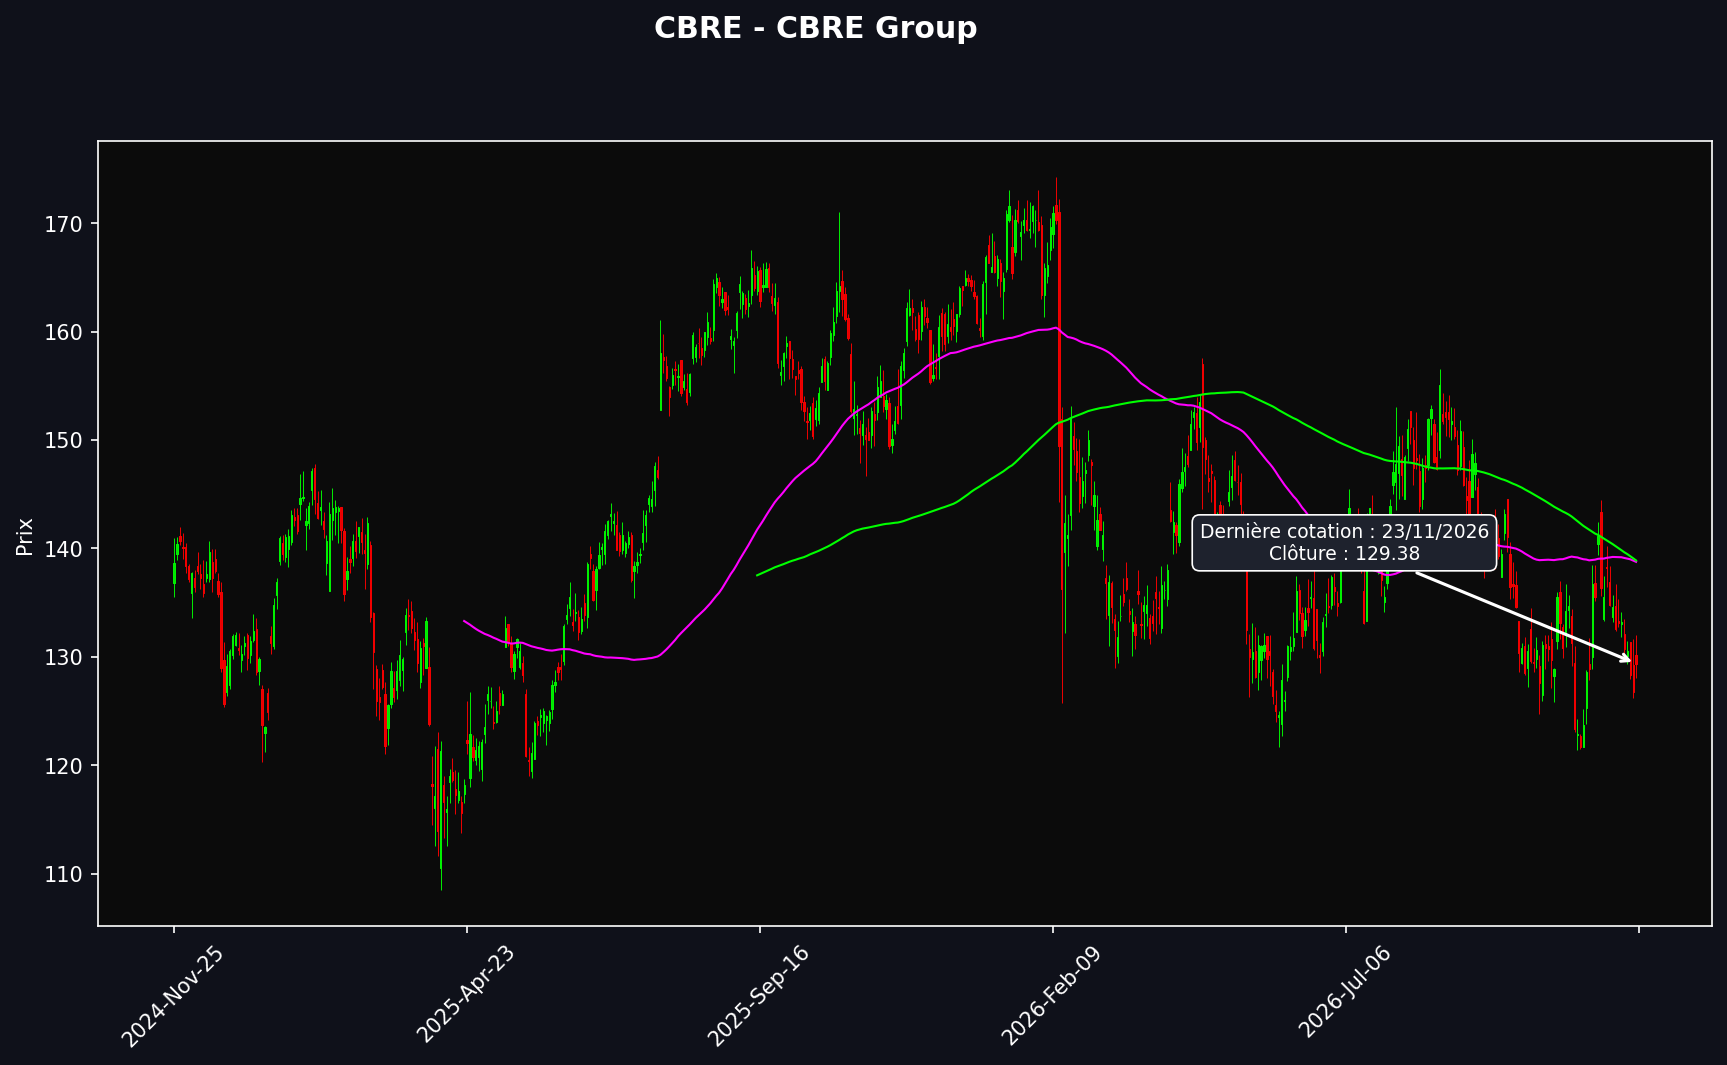 CBRE - CBRE Group
Prix
170
160
150
140
130
120
110
Dernière cotation : 23/11/2026
Clôture : 129.38
2024-Nov-25
2025-Apr-23
2025-Sep-16
2026-Feb-09
2026-Jul-06